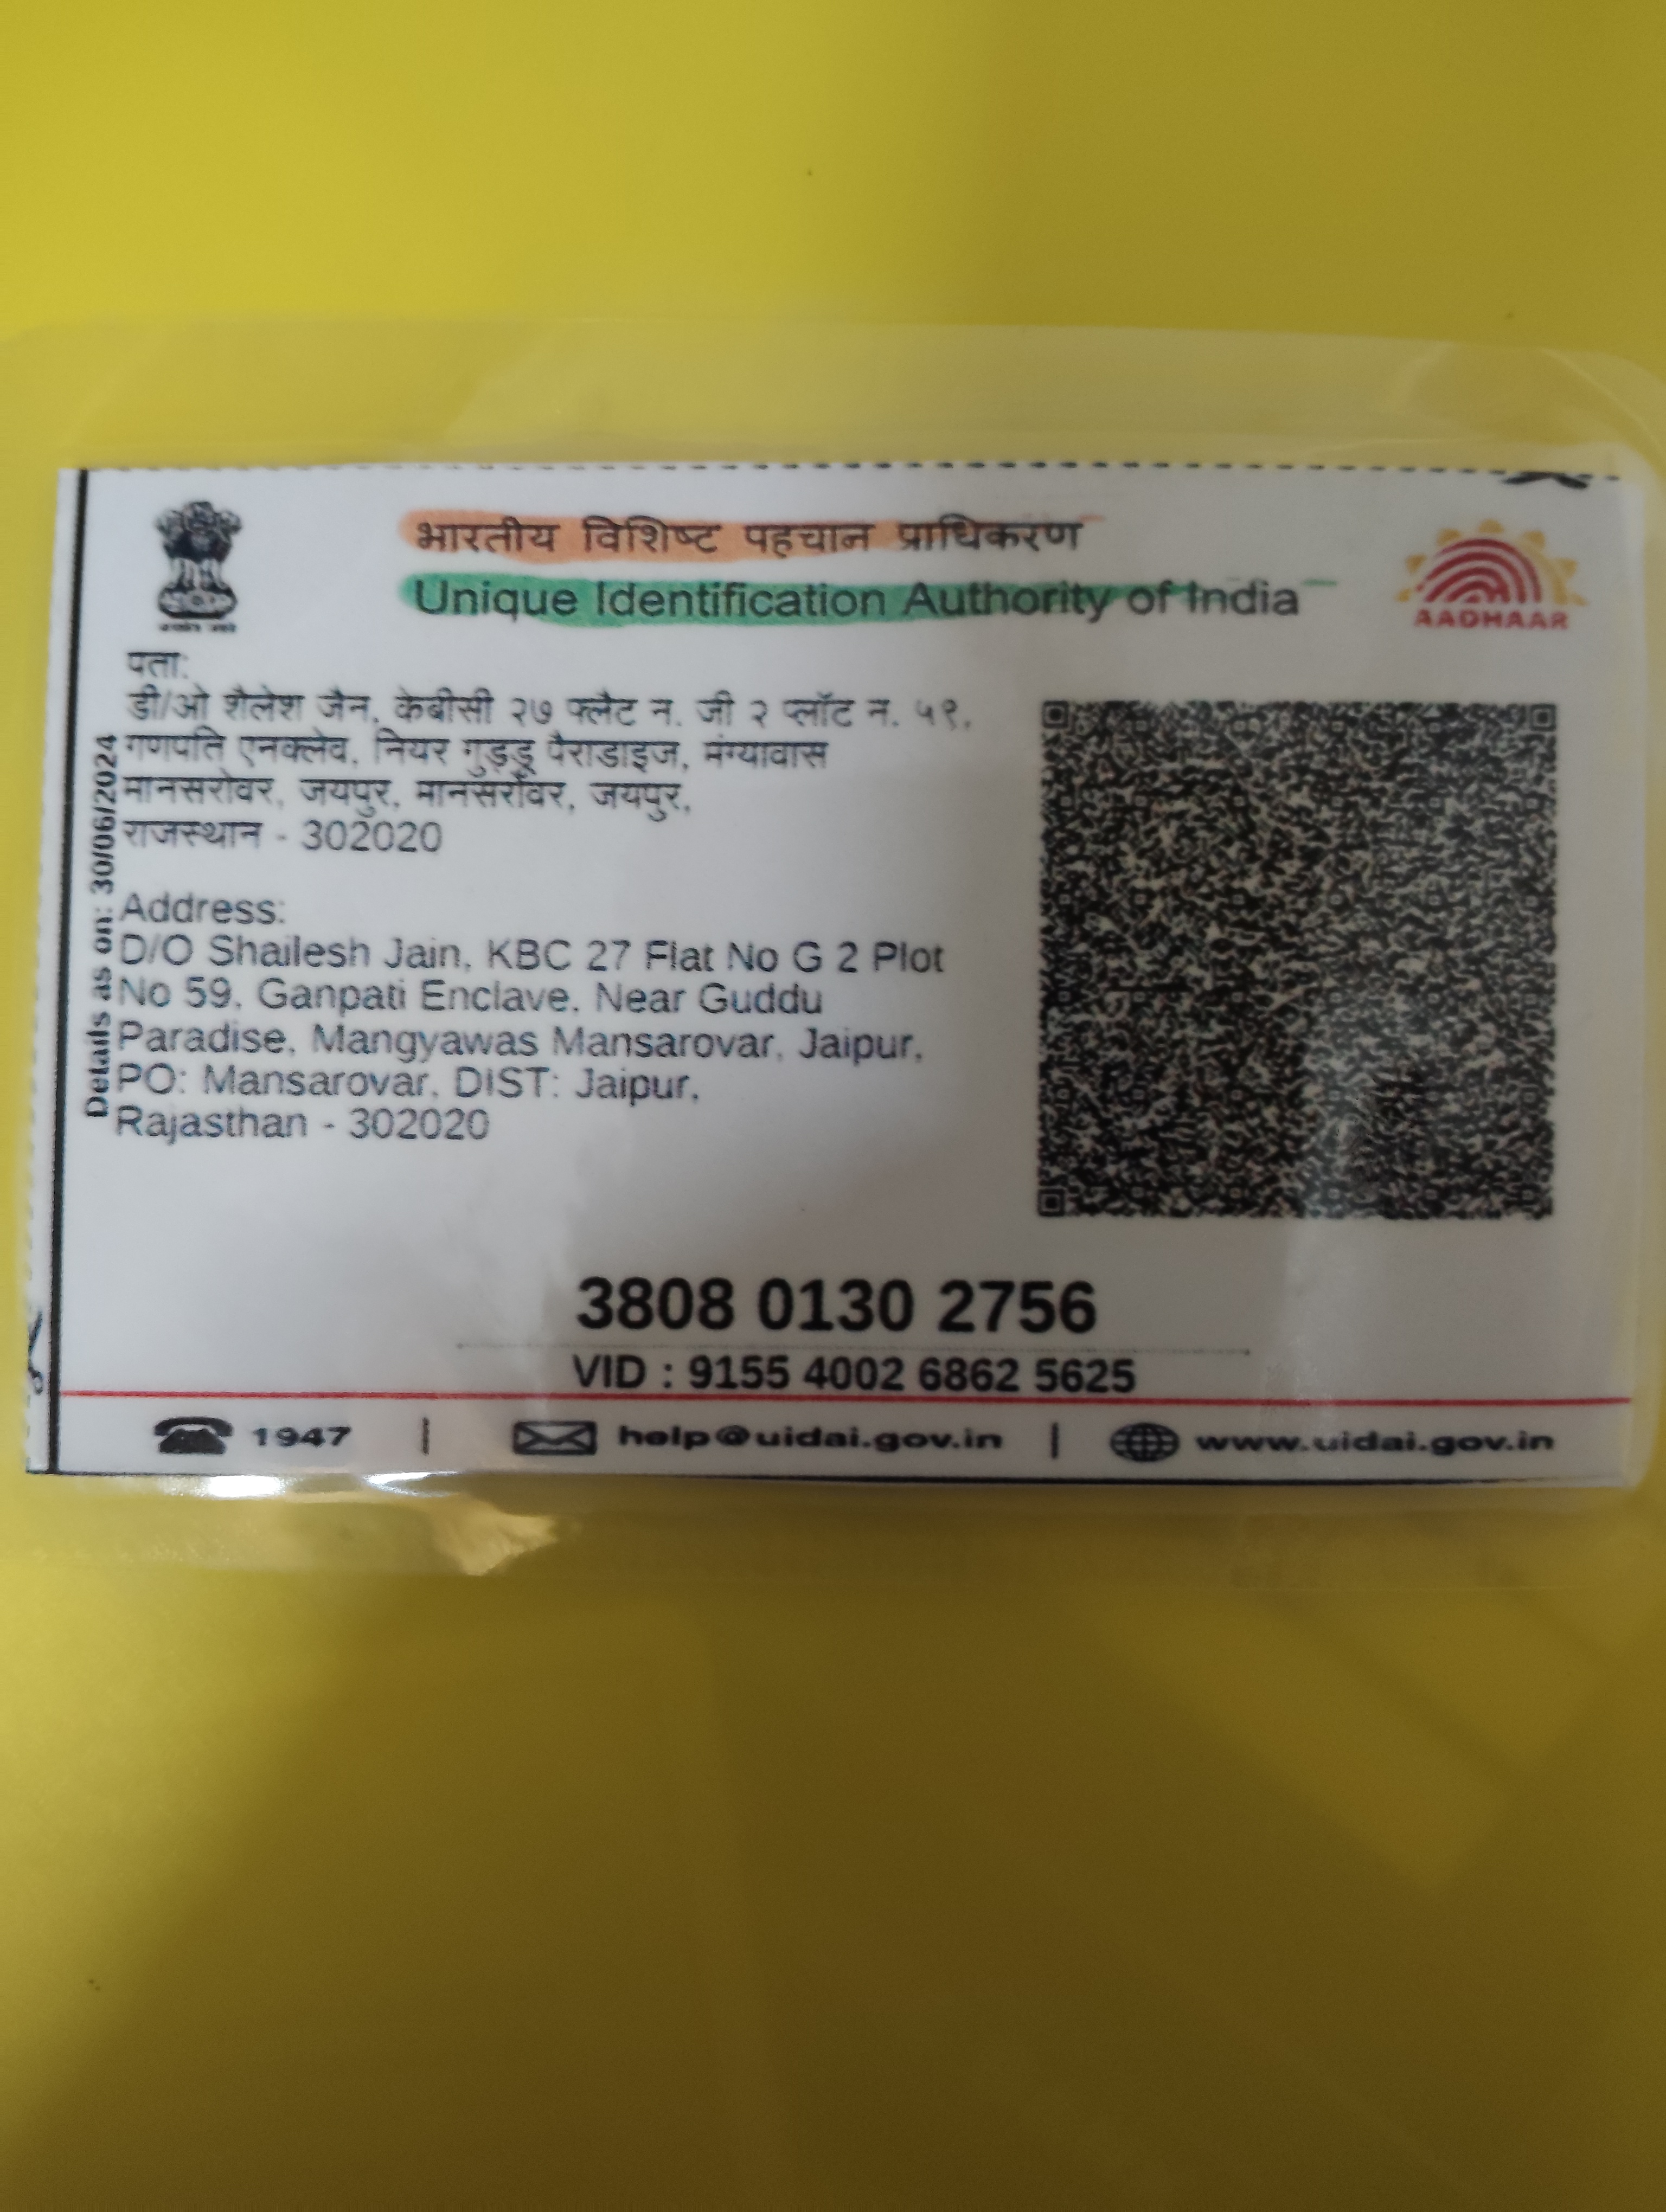 भारतीय विशिष्ट पहचान प्राधिकरण
Unique Identification Authority of India
AADHAAR
पता:
डी/ओ शैलेश जैन, केबीसी २७ फ्लैट न. जी २ प्लॉट न. ५९,
गणपति एनक्लेव, नियर गुड्डू पैराडाइज, मंग्यावास
मानसरोवर, जयपुर, मानसरोवर, जयपुर,
राजस्थान - 302020
Details as on: 30/06/2024
Address:
D/O Shailesh Jain, KBC 27 Flat No G 2 Plot
No 59, Ganpati Enclave, Near Guddu
Paradise, Mangyawas Mansarovar, Jaipur,
PO: Mansarovar, DIST: Jaipur,
Rajasthan - 302020
3808 0130 2756
VID : 9155 4002 6862 5625
1947 | help@uidai.gov.in | www.uidai.gov.in